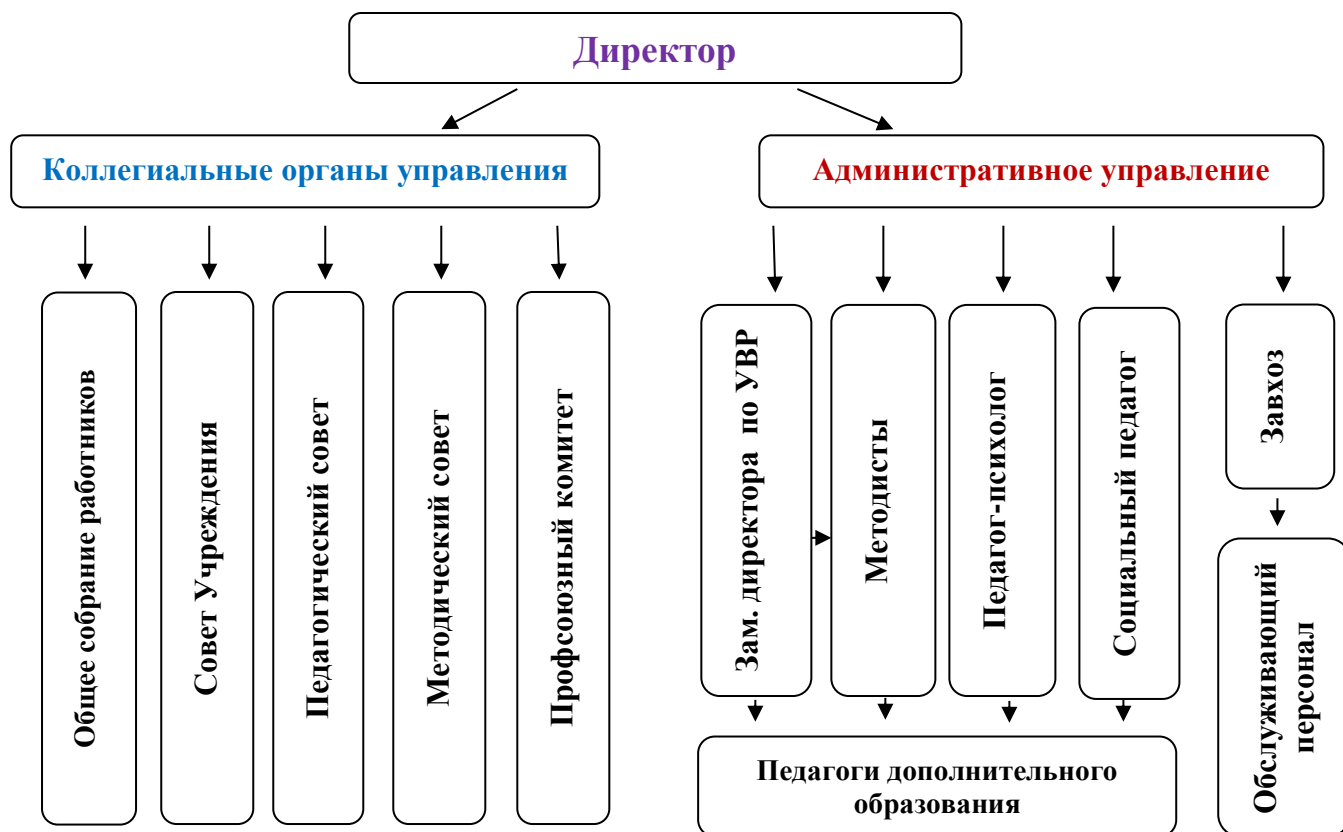 Директор
Коллегиальные органы управления
Административное управление
Общее собрание работников
Совет Учреждения
Педагогический совет
Методический совет
Профсоюзный комитет
Зам. директора по УВР
Методисты
Педагог-психолог
Социальный педагог
Завхоз
Обслуживающий
персонал
Педагоги дополнительного
образования